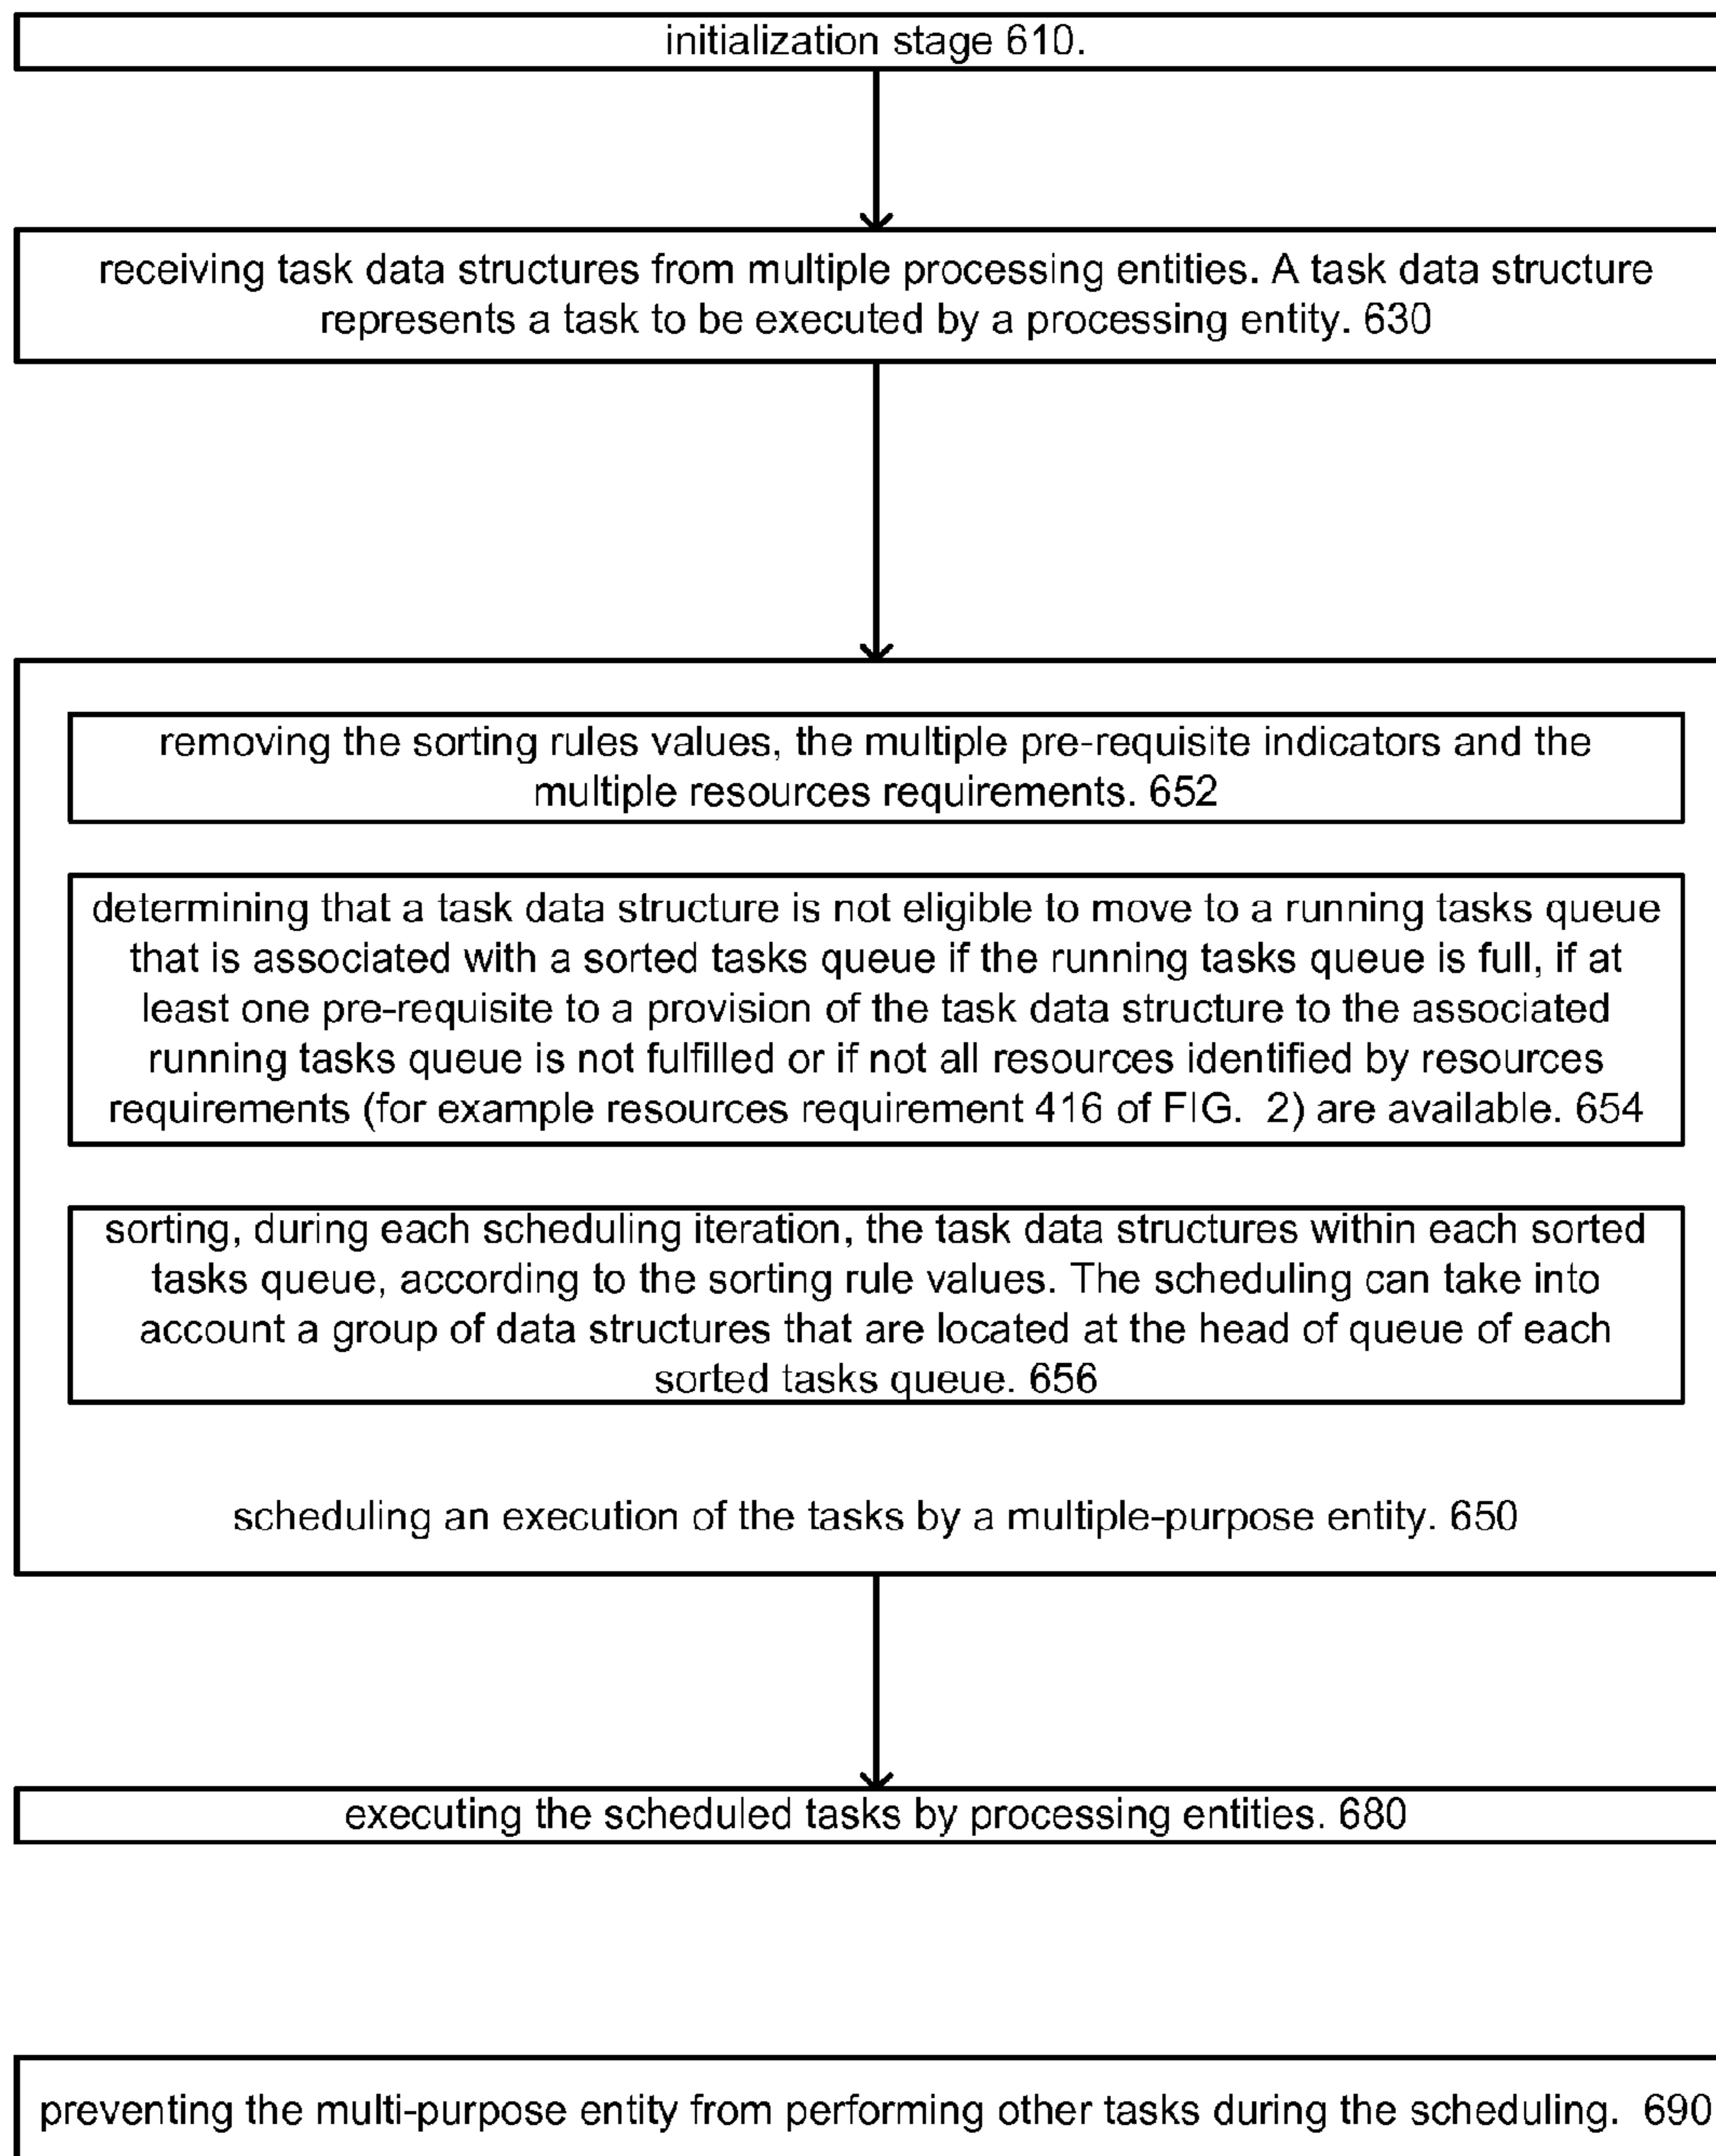 initialization stage 610.
receiving task data structures from multiple processing entities. A task data structure
represents a task to be executed by a processing entity. 630
removing the sorting rules values, the multiple pre-requisite indicators and the
multiple resources requirements. 652
determining that a task data structure is not eligible to move to a running tasks queue
that is associated with a sorted tasks queue if the running tasks queue is full, if at
least one pre-requisite to a provision of the task data structure to the associated
running tasks queue is not fulfilled or if not all resources identified by resources
requirements (for example resources requirement 416 of FIG. 2) are available. 654
sorting, during each scheduling iteration, the task data structures within each sorted
tasks queue, according to the sorting rule values. The scheduling can take into
account a group of data structures that are located at the head of queue of each
sorted tasks queue. 656
scheduling an execution of the tasks by a multiple-purpose entity. 650
executing the scheduled tasks by processing entities. 680
preventing the multi-purpose entity from performing other tasks during the scheduling. 690